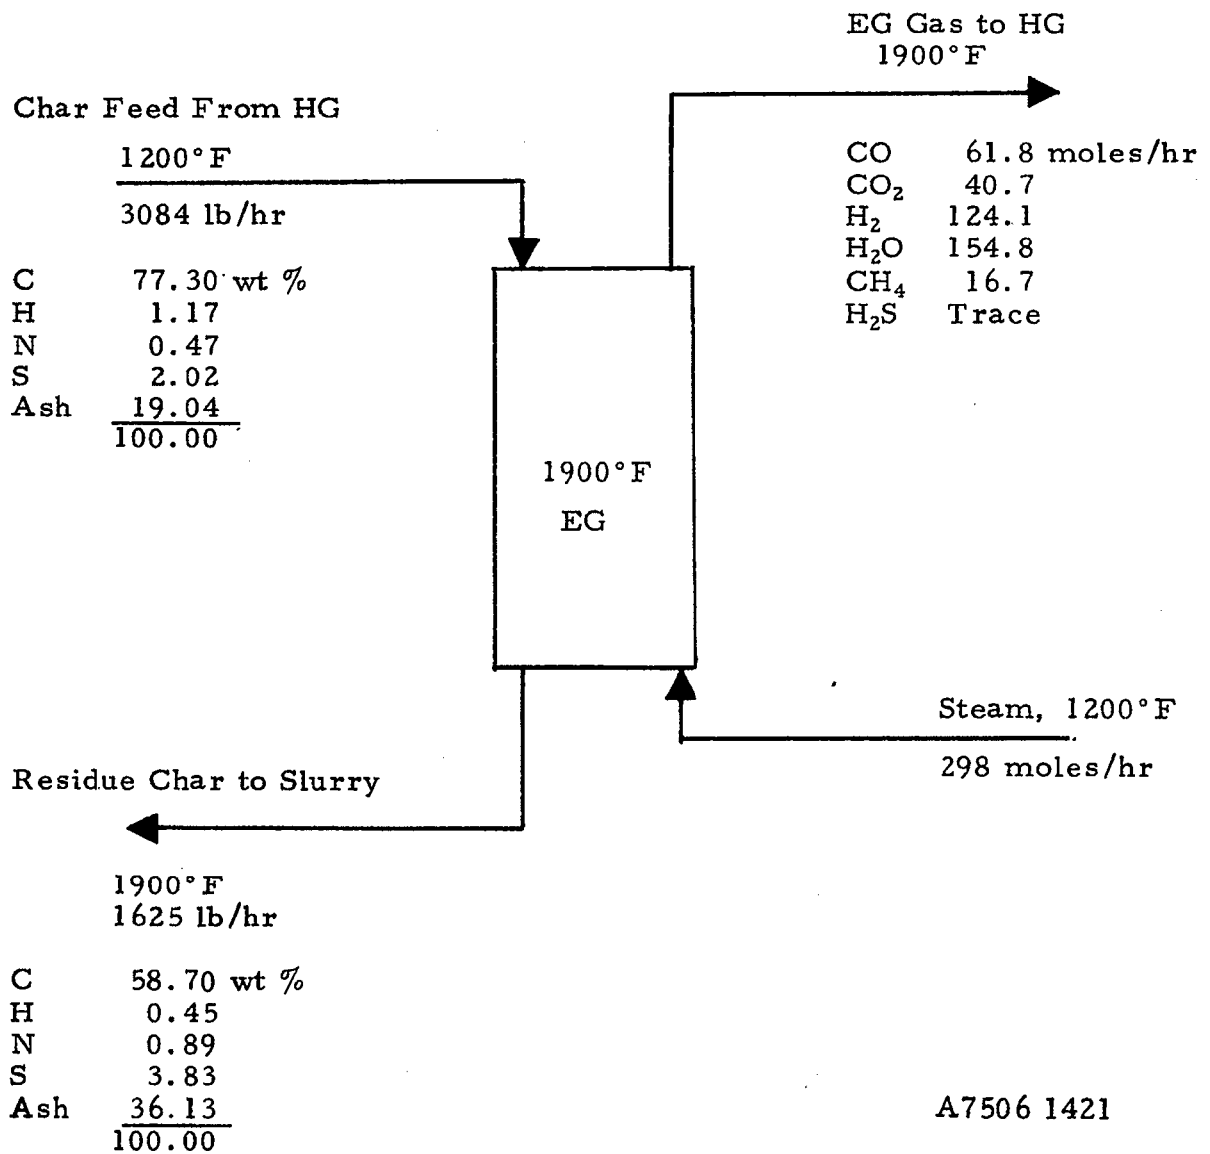 EG Gas to HG
1900°F
Char Feed From HG
1200°F
3084 lb/hr
CO 61.8 moles/hr
CO₂ 40.7
H₂ 124.1
H₂O 154.8
CH₄ 16.7
H₂S Trace
C 77.30 wt %
H 1.17
N 0.47
S 2.02
Ash 19.04
100.00
1900°F
EG
Steam, 1200°F
298 moles/hr
Residue Char to Slurry
1900°F
1625 lb/hr
C 58.70 wt %
H 0.45
N 0.89
S 3.83
Ash 36.13
100.00
A7506 1421